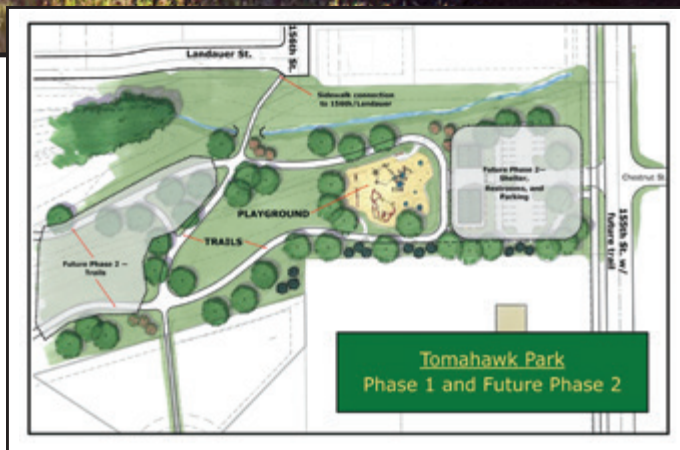 Landauer St.
156th St.
Sidewalk connection
to 156th/Landauer
PLAYGROUND
Future Phase 2—
Shelter,
Restrooms, and
Parking
Chestnut St.
155th St. w/
Future trail
TRAILS
Future Phase 2 —
Trails
Tomahawk Park
Phase 1 and Future Phase 2